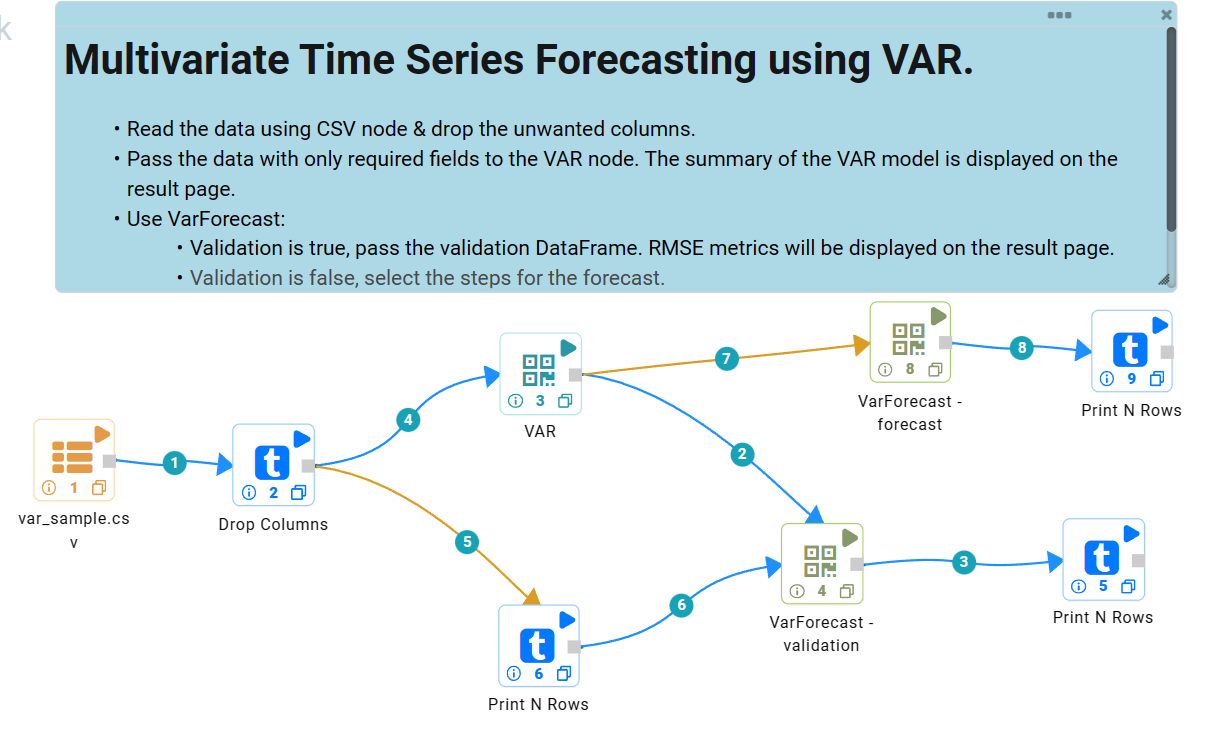 k
Multivariate Time Series Forecasting using VAR.
• Read the data using CSV node & drop the unwanted columns.
• Pass the data with only required fields to the VAR node. The summary of the VAR model is displayed on the
result page.
• Use VarForecast:
• Validation is true, pass the validation DataFrame. RMSE metrics will be displayed on the result page.
• Validation is false, select the steps for the forecast.
8
VarForecast -
forecast
8
t
9
Print N Rows
7
3
VAR
4
2
1
var_sample.cs
v
1
t
2
Drop Columns
5
6
4
VarForecast -
validation
3
t
5
Print N Rows
t
6
Print N Rows